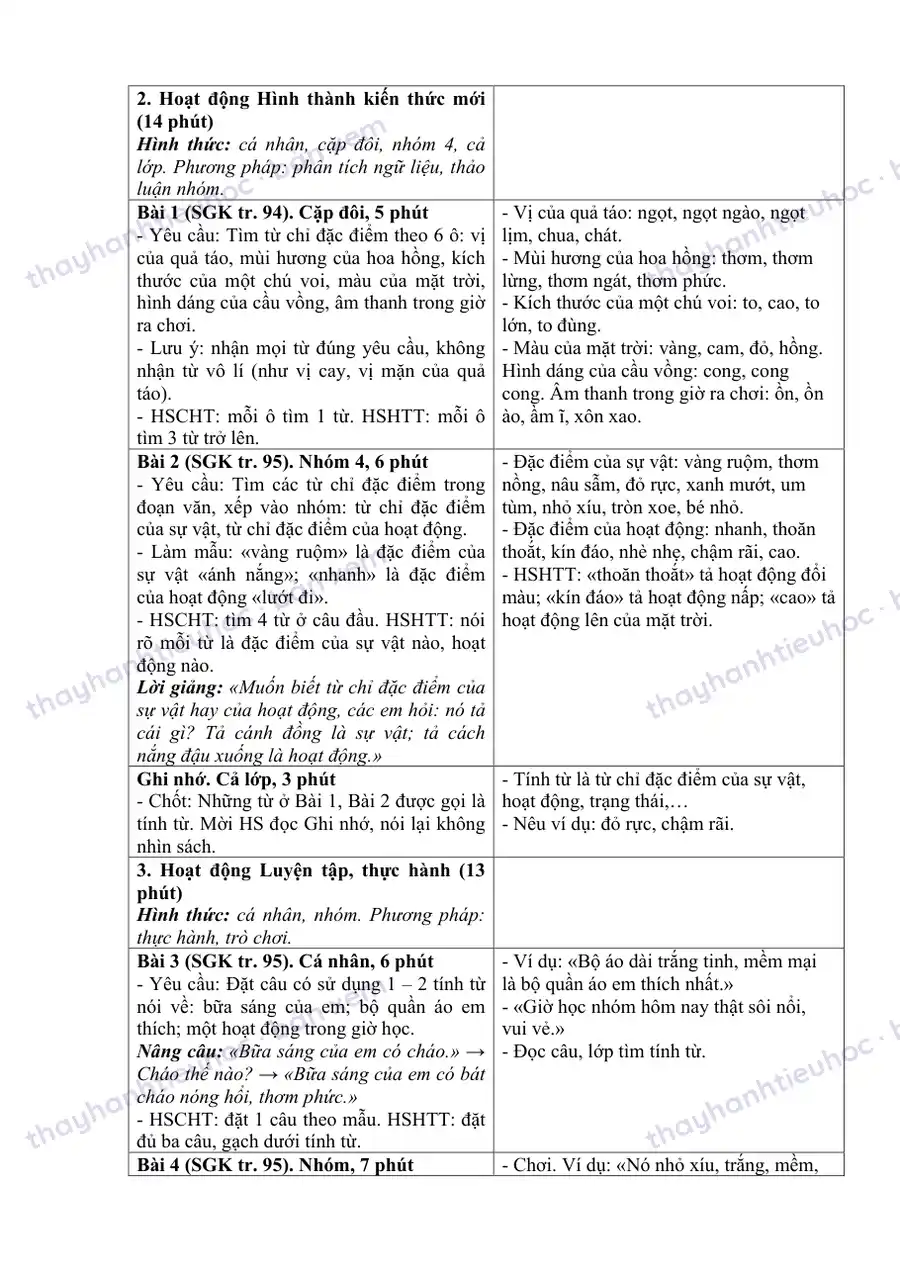 2. Hoạt động Hình thành kiến thức mới
(14 phút)
Hình thức: cá nhân, cặp đôi, nhóm 4, cả
lớp. Phương pháp: phân tích ngữ liệu, thảo
luận nhóm.
Bài 1 (SGK tr. 94). Cặp đôi, 5 phút
- Yêu cầu: Tìm từ chỉ đặc điểm theo 6 ô: vị
của quả táo, mùi hương của hoa hồng, kích
thước của một chú voi, màu của mặt trời,
hình dáng của cầu vồng, âm thanh trong giờ
ra chơi.
- Lưu ý: nhận mọi từ đúng yêu cầu, không
nhận từ vô lí (như vị cay, vị mặn của quả
táo).
- HSCHT: mỗi ô tìm 1 từ. HSHTT: mỗi ô
tìm 3 từ trở lên.
- Vị của quả táo: ngọt, ngọt ngào, ngọt
lịm, chua, chát.
- Mùi hương của hoa hồng: thơm, thơm
lừng, thơm ngát, thơm phức.
- Kích thước của một chú voi: to, cao, to
lớn, to đùng.
- Màu của mặt trời: vàng, cam, đỏ, hồng.
Hình dáng của cầu vồng: cong, cong
cong. Âm thanh trong giờ ra chơi: ồn, ồn
ào, ầm ĩ, xôn xao.
Bài 2 (SGK tr. 95). Nhóm 4, 6 phút
- Yêu cầu: Tìm các từ chỉ đặc điểm trong
đoạn văn, xếp vào nhóm: từ chỉ đặc điểm
của sự vật, từ chỉ đặc điểm của hoạt động.
- Làm mẫu: «vàng ruộm» là đặc điểm của
sự vật «ánh nắng»; «nhanh» là đặc điểm
của hoạt động «lướt đi».
- HSCHT: tìm 4 từ ở câu đầu. HSHTT: nói
rõ mỗi từ là đặc điểm của sự vật nào, hoạt
động nào.
Lời giảng: «Muốn biết từ chỉ đặc điểm của
sự vật hay của hoạt động, các em hỏi: nó tả
cái gì? Tả cánh đồng là sự vật; tả cách
nắng đậu xuống là hoạt động.»
- Đặc điểm của sự vật: vàng ruộm, thơm
nồng, nâu sẫm, đỏ rực, xanh mướt, um
tùm, nhỏ xíu, tròn xoe, bé nhỏ.
- Đặc điểm của hoạt động: nhanh, thoăn
thoắt, kín đáo, nhè nhẹ, chậm rãi, cao.
- HSHTT: «thoăn thoắt» tả hoạt động đổi
màu; «kín đáo» tả hoạt động nấp; «cao» tả
hoạt động lên của mặt trời.
Ghi nhớ. Cả lớp, 3 phút
- Chốt: Những từ ở Bài 1, Bài 2 được gọi là
tính từ. Mời HS đọc Ghi nhớ, nói lại không
nhìn sách.
- Tính từ là từ chỉ đặc điểm của sự vật,
hoạt động, trạng thái,…
- Nêu ví dụ: đỏ rực, chậm rãi.
3. Hoạt động Luyện tập, thực hành (13
phút)
Hình thức: cá nhân, nhóm. Phương pháp:
thực hành, trò chơi.
Bài 3 (SGK tr. 95). Cá nhân, 6 phút
- Yêu cầu: Đặt câu có sử dụng 1 – 2 tính từ
nói về: bữa sáng của em; bộ quần áo em
thích; một hoạt động trong giờ học.
Nâng câu: «Bữa sáng của em có cháo.» →
Cháo thế nào? → «Bữa sáng của em có bát
cháo nóng hổi, thơm phức.»
- HSCHT: đặt 1 câu theo mẫu. HSHTT: đặt
đủ ba câu, gạch dưới tính từ.
- Ví dụ: «Bộ áo dài trắng tinh, mềm mại
là bộ quần áo em thích nhất.»
- «Giờ học nhóm hôm nay thật sôi nổi,
vui vẻ.»
- Đọc câu, lớp tìm tính từ.
Bài 4 (SGK tr. 95). Nhóm, 7 phút
- Chơi. Ví dụ: «Nó nhỏ xíu, trắng, mềm,
thayhanhtieuhoc · bản xem
thayhanhtieuhoc · b
thayhanhtieuhoc · bản xem
thayhanhtieuhoc · b
thayhanhtieuhoc · bản xem
thayhanhtieuhoc · b